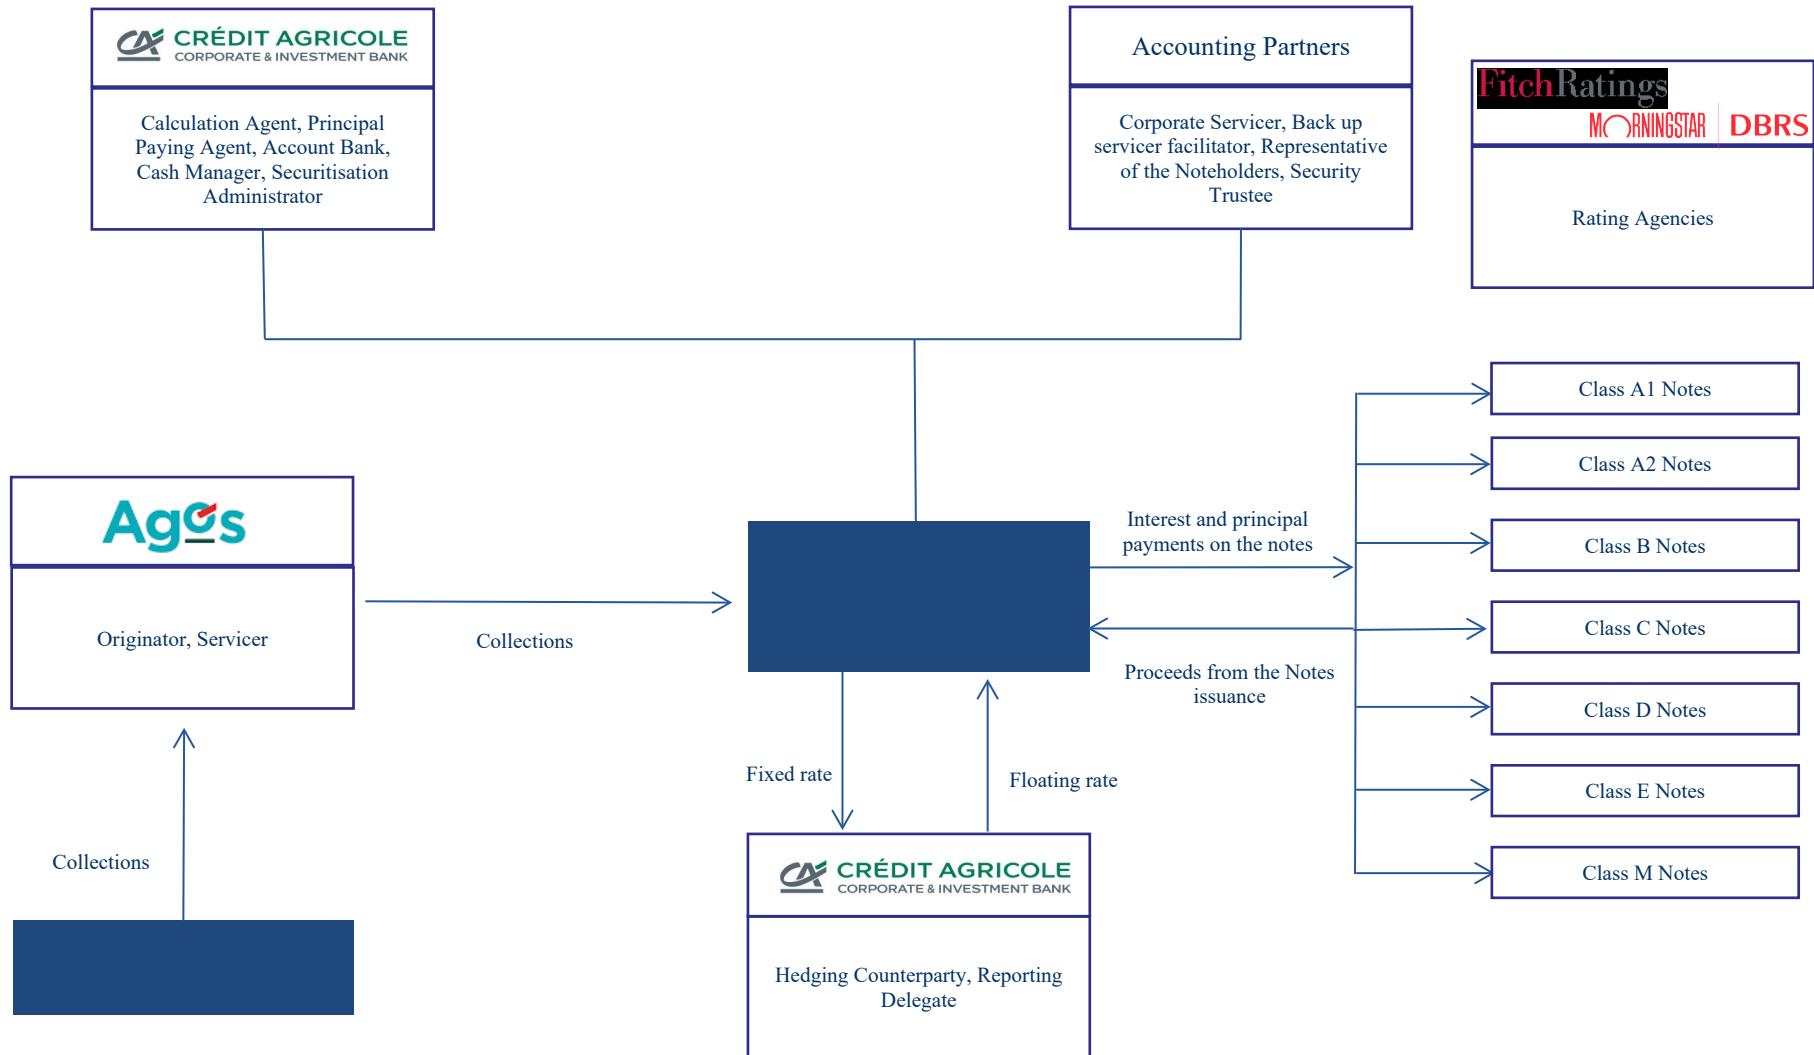 CRÉDIT AGRICOLE
CORPORATE & INVESTMENT BANK
Calculation Agent, Principal
Paying Agent, Account Bank,
Cash Manager, Securitisation
Administrator
Accounting Partners
Corporate Servicer, Back up
servicer facilitator, Representative
of the Noteholders, Security
Trustee
FitchRatings
MORNINGSTAR DBRS
Rating Agencies
Agos
Originator, Servicer
Collections
Collections
Interest and principal
payments on the notes
Proceeds from the Notes
issuance
Fixed rate
Floating rate
CRÉDIT AGRICOLE
CORPORATE & INVESTMENT BANK
Hedging Counterparty, Reporting
Delegate
Class A1 Notes
Class A2 Notes
Class B Notes
Class C Notes
Class D Notes
Class E Notes
Class M Notes